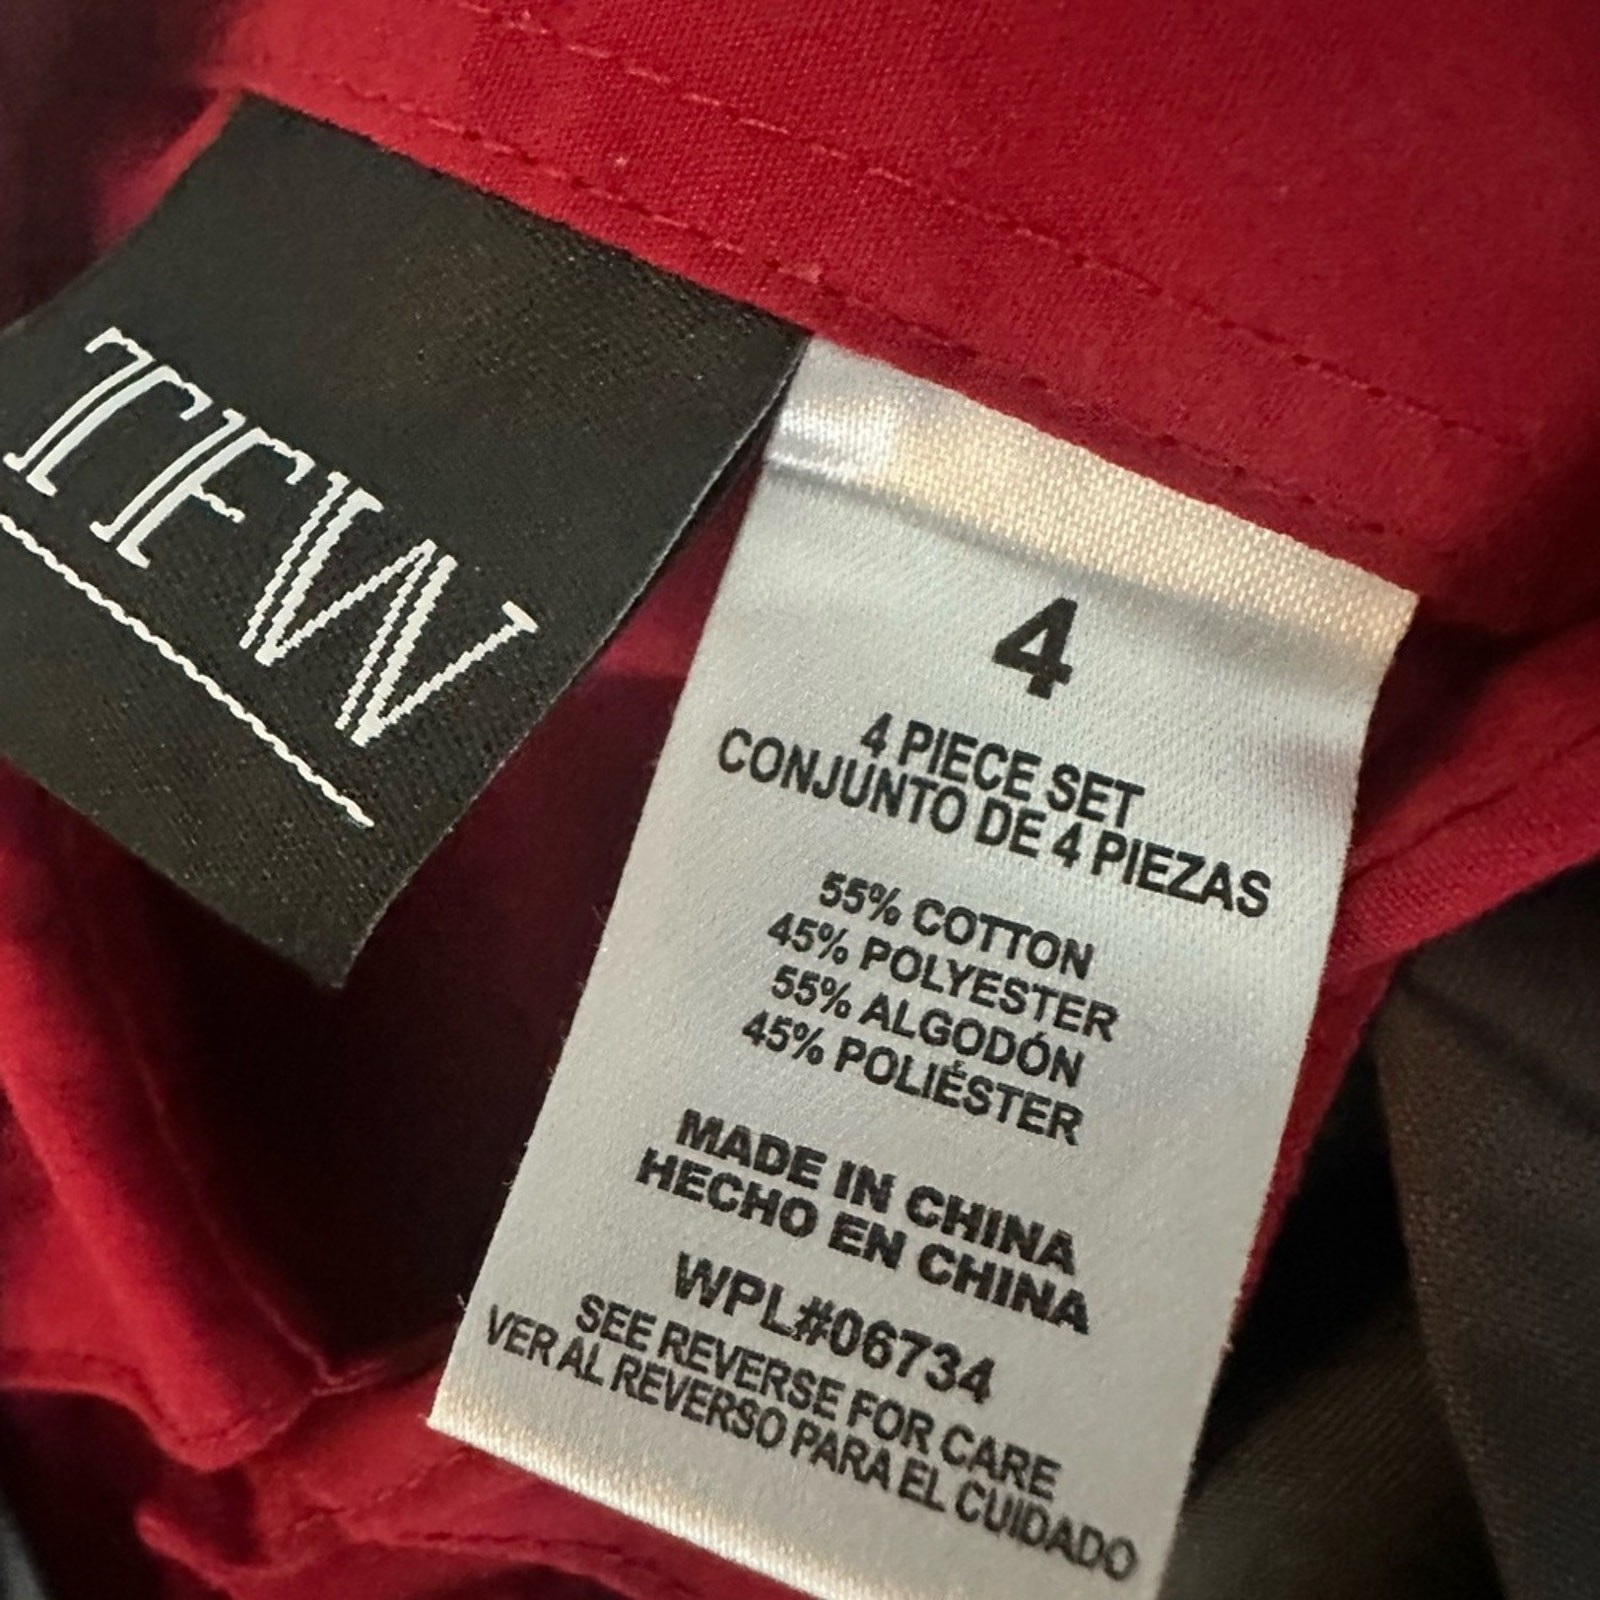 TFW
4
4 PIECE SET
CONJUNTO DE 4 PIEZAS
55% COTTON
45% POLYESTER
55% ALGODÓN
45% POLIÉSTER
MADE IN CHINA
HECHO EN CHINA
WPL#06734
SEE REVERSE FOR CARE
VER AL REVERSO PARA EL CUIDADO